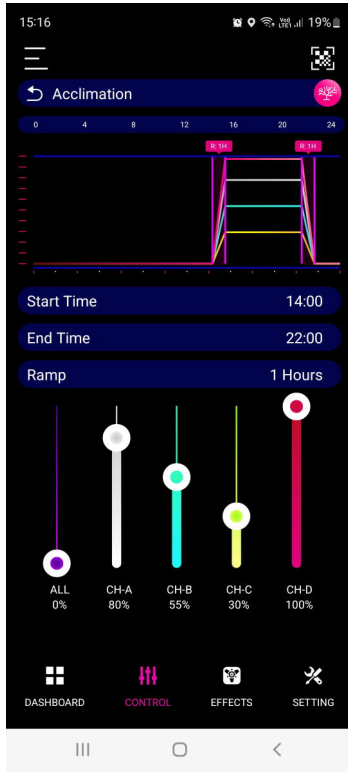 15:16 Vo) LTE1 19%
Acclimation
0 4 8 12 16 20 24
R: 1H R: 1H
Start Time 14:00
End Time 22:00
Ramp 1 Hours
ALL CH-A CH-B CH-C CH-D
0% 80% 55% 30% 100%
DASHBOARD CONTROL EFFECTS SETTING